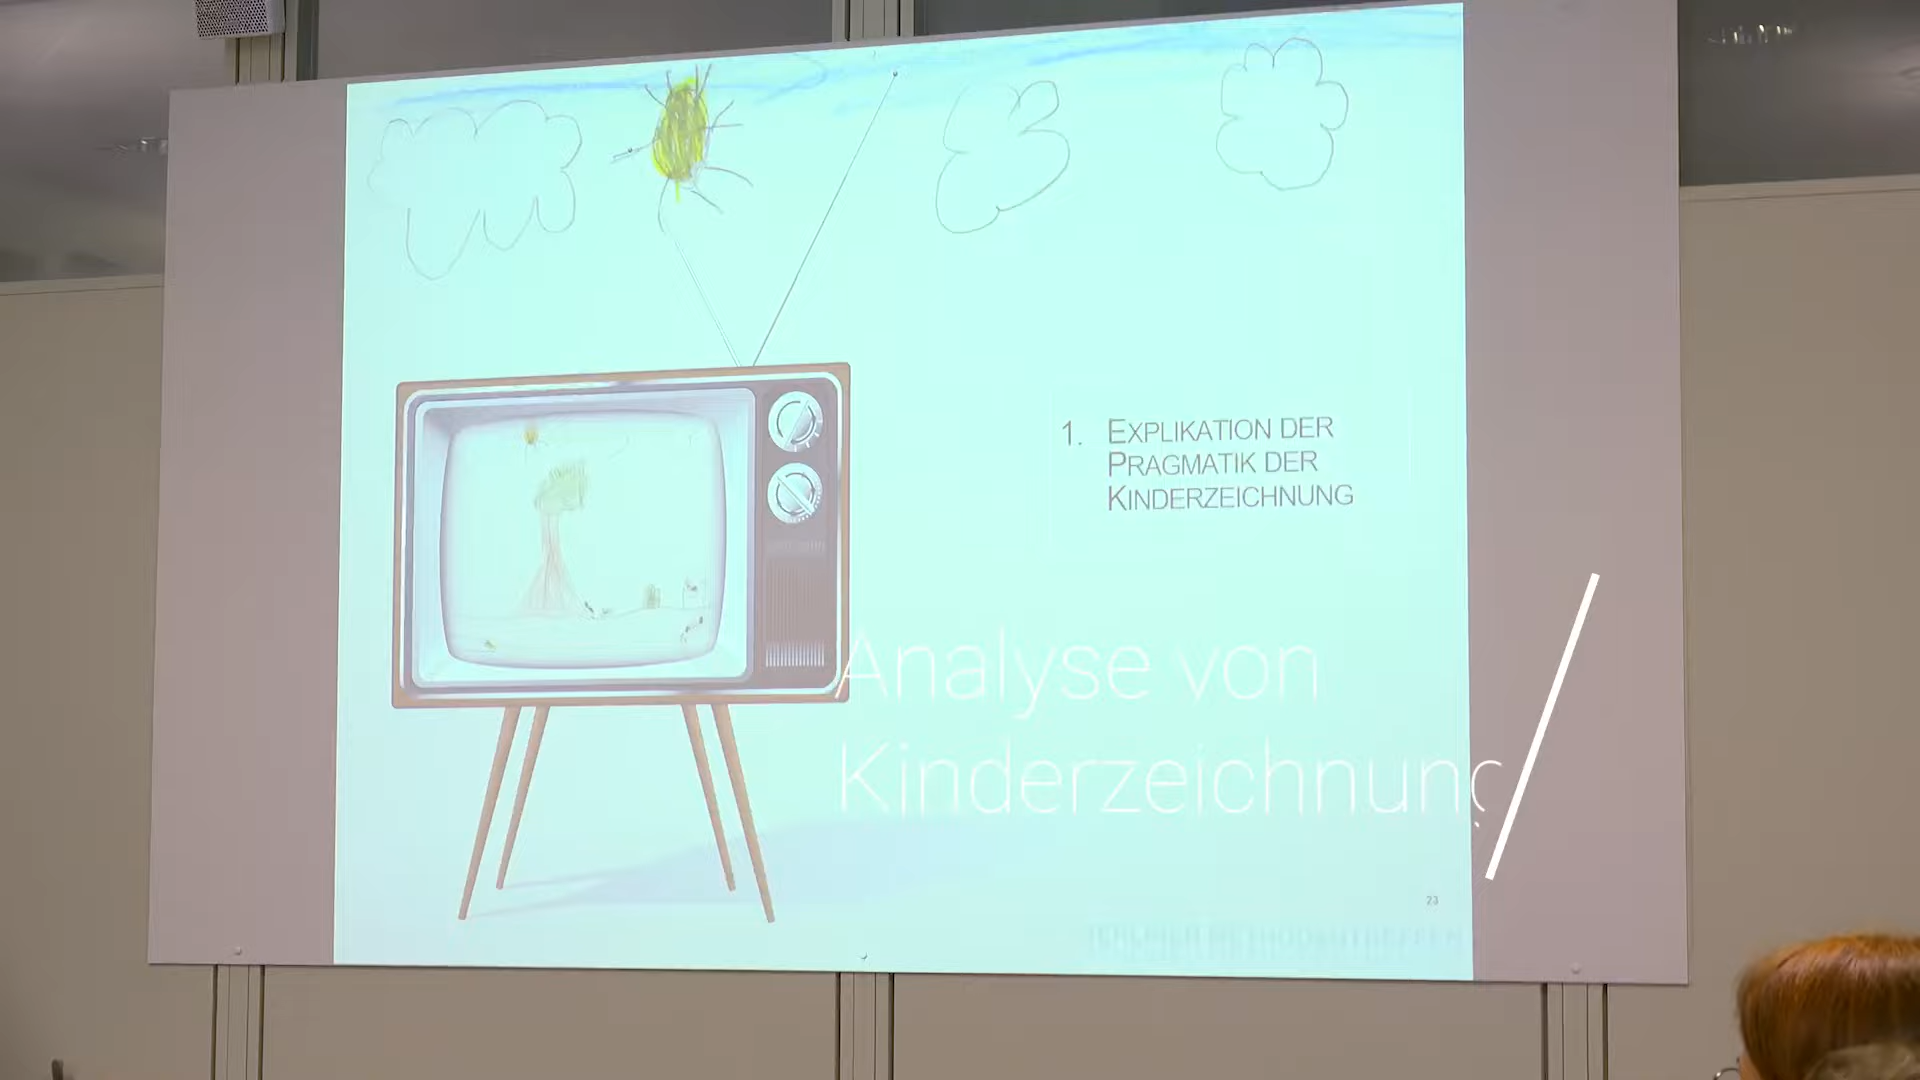 1. EXPLIKATION DER
PRAGMATIK DER
KINDERZEICHNUNG
Analyse von
Kinderzeichnung
23